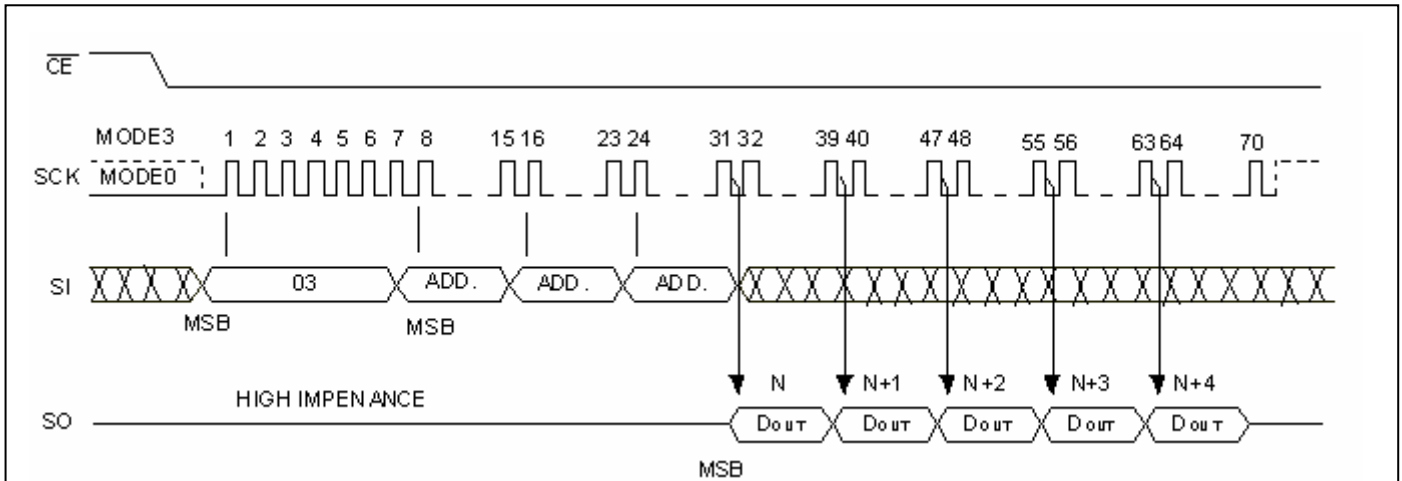 CE
MODE3
1 2 3 4 5 6 7 8 15 16 23 24 31 32 39 40 47 48 55 56 63 64 70
SCK MODE0
SI 03 ADD. ADD. ADD.
MSB MSB
N N+1 N+2 N+3 N+4
HIGH IMPENANCE
SO DOUT DOUT DOUT DOUT DOUT
MSB